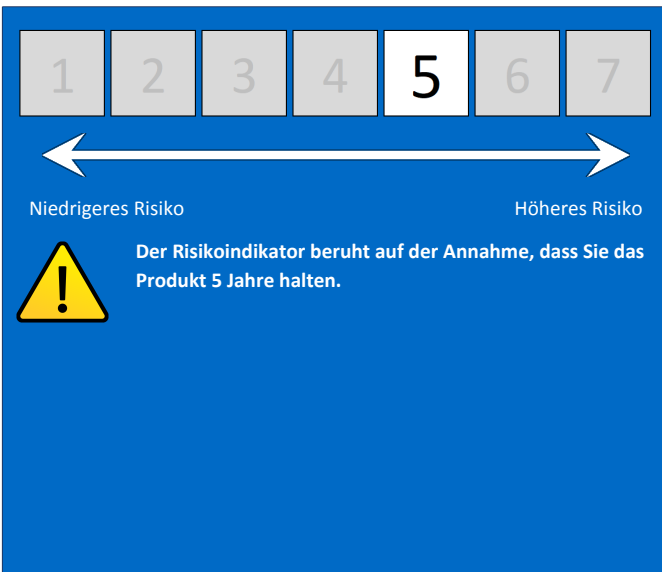 1 2 3 4 5 6 7
Niedrigeres Risiko Höheres Risiko
Der Risikoindikator beruht auf der Annahme, dass Sie das
Produkt 5 Jahre halten.